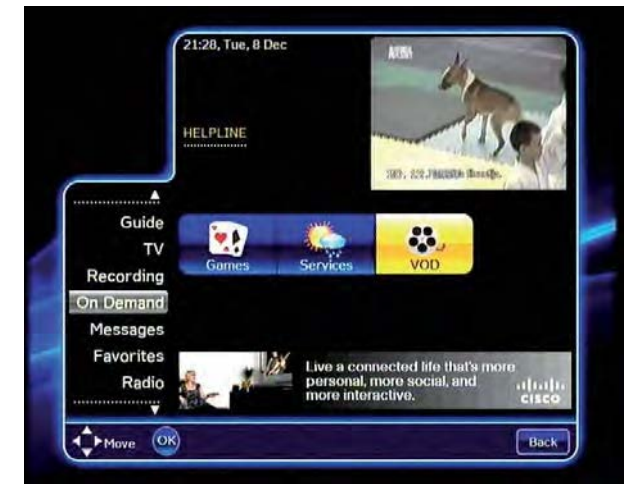 21:28, Tue, 8 Dec
HELPLINE
Guide
TV
Recording
On Demand
Messages
Favorites
Radio
Games
Services
VOD
Live a connected life that's more
personal, more social, and
more interactive.
CISCO
Move
OK
Back